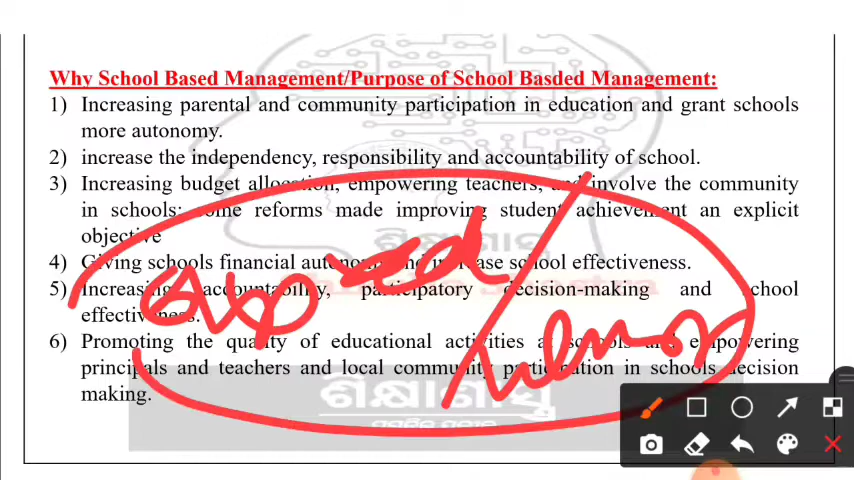 Why School Based Management/Purpose of School Basded Management:
1) Increasing parental and community participation in education and grant schools
more autonomy.
2) increase the independency, responsibility and accountability of school.
3) Increasing budget allocation, empowering teachers, and involve the community
in schools; some reforms made improving student achievement an explicit
objective
4) Giving schools financial autonomy and increase school effectiveness.
5) Increasing accountability, participatory decision-making and school
effectiveness.
6) Promoting the quality of educational activities at schools and empowering
principals and teachers and local community participation in schools decision
making.
ଶିକ୍ଷାଶାଘୁ